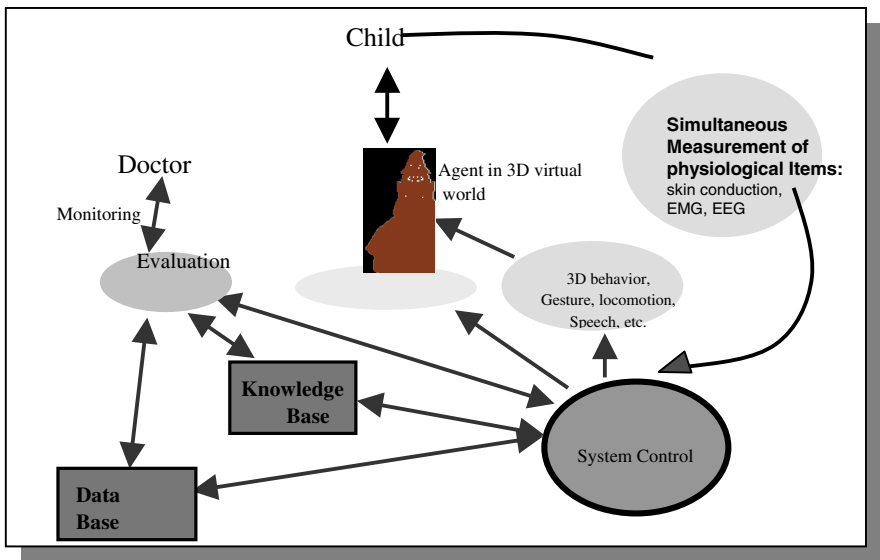 Child
Simultaneous
Measurement of
physiological Items:
skin conduction,
EMG, EEG
Doctor
Agent in 3D virtual
world
Monitoring
Evaluation
3D behavior,
Gesture, locomotion,
Speech, etc.
Knowledge
Base
System Control
Data
Base